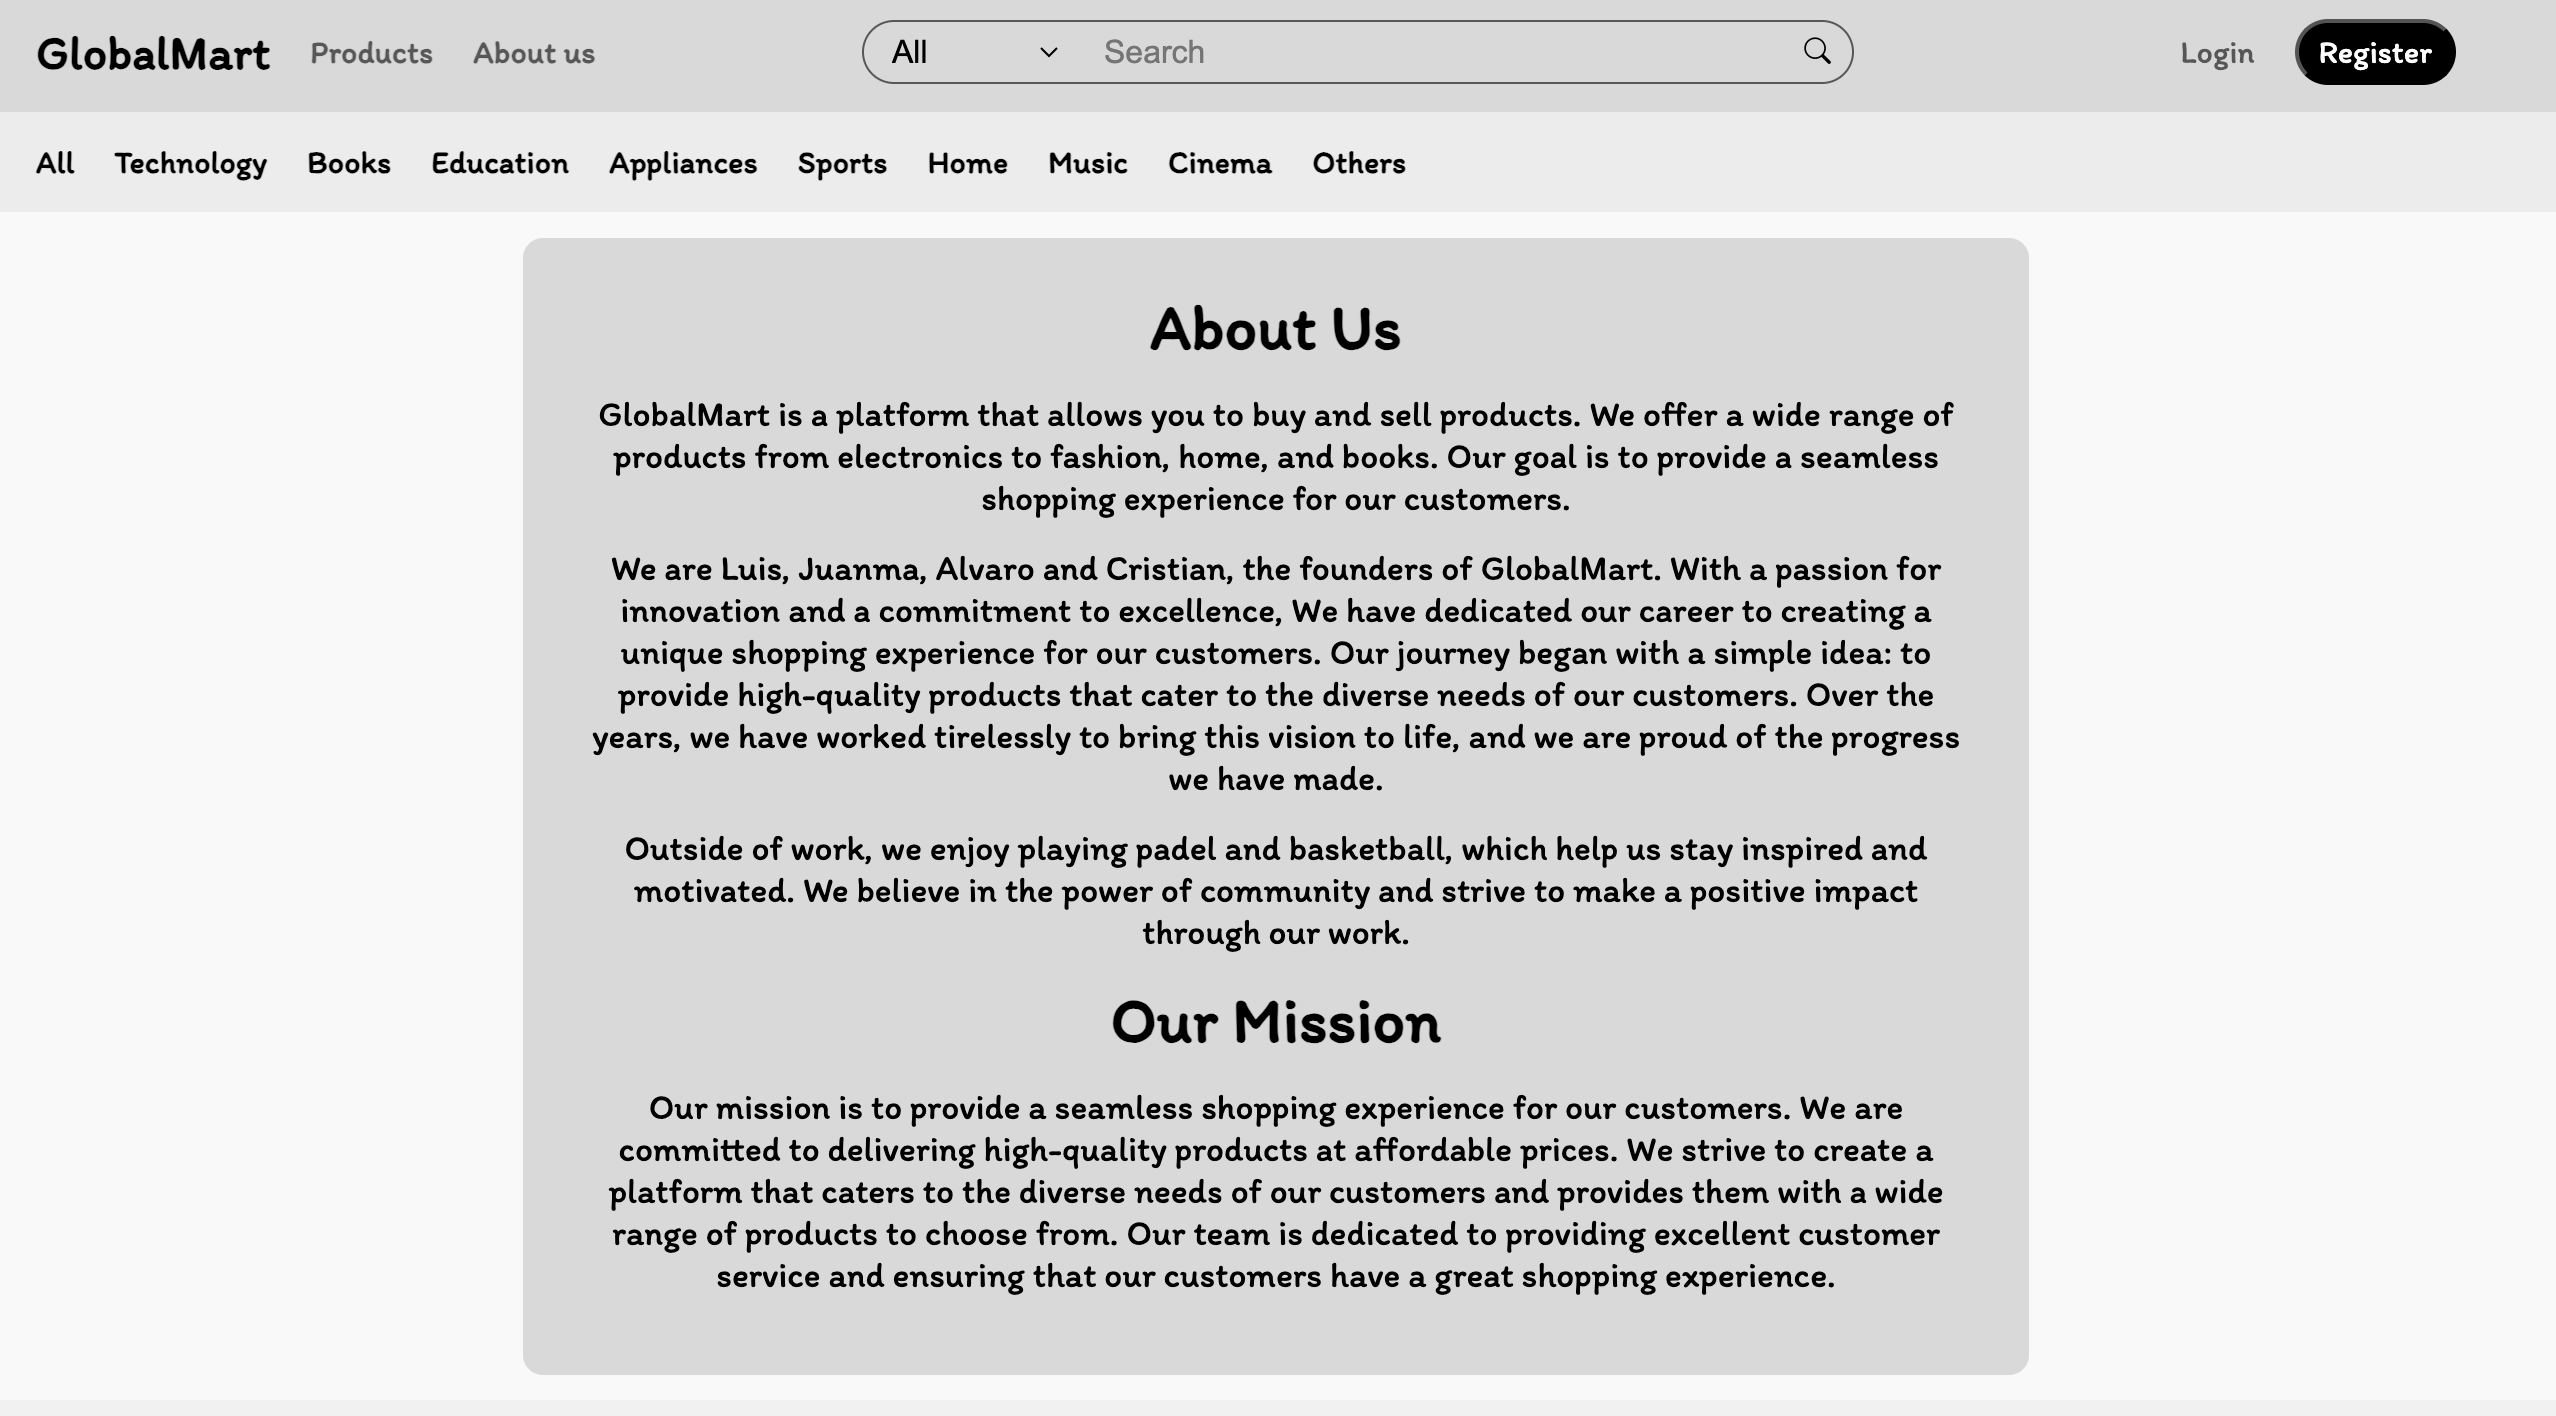 GlobalMart Products About us All Search Login Register
All Technology Books Education Appliances Sports Home Music Cinema Others
About Us
GlobalMart is a platform that allows you to buy and sell products. We offer a wide range of
products from electronics to fashion, home, and books. Our goal is to provide a seamless
shopping experience for our customers.
We are Luis, Juanma, Alvaro and Cristian, the founders of GlobalMart. With a passion for
innovation and a commitment to excellence, We have dedicated our career to creating a
unique shopping experience for our customers. Our journey began with a simple idea: to
provide high-quality products that cater to the diverse needs of our customers. Over the
years, we have worked tirelessly to bring this vision to life, and we are proud of the progress
we have made.
Outside of work, we enjoy playing padel and basketball, which help us stay inspired and
motivated. We believe in the power of community and strive to make a positive impact
through our work.
Our Mission
Our mission is to provide a seamless shopping experience for our customers. We are
committed to delivering high-quality products at affordable prices. We strive to create a
platform that caters to the diverse needs of our customers and provides them with a wide
range of products to choose from. Our team is dedicated to providing excellent customer
service and ensuring that our customers have a great shopping experience.